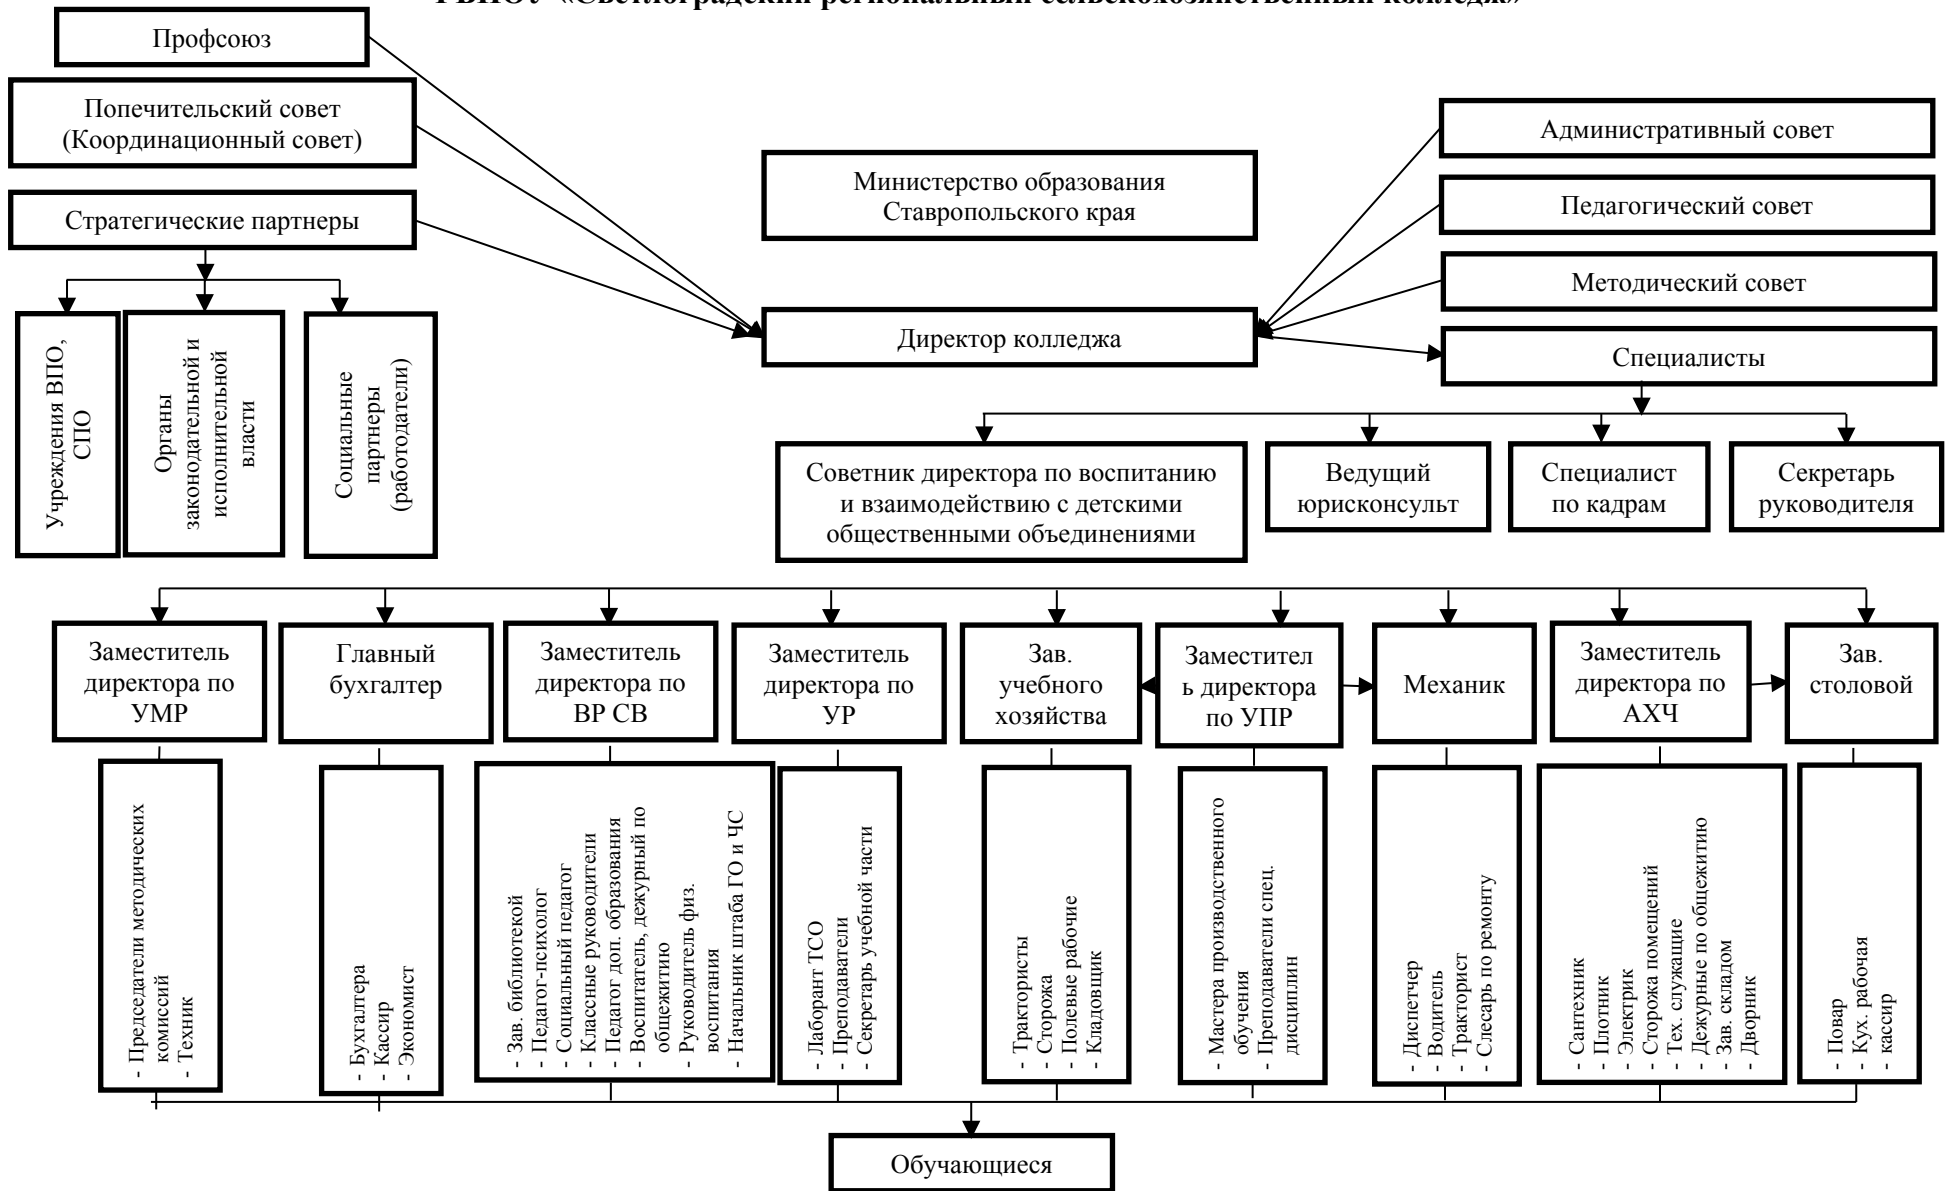 ГБПОУ «Светлоградский региональный сельскохозяйственный колледж»
Профсоюз
Попечительский совет
(Координационный совет)
Стратегические партнеры
Министерство образования
Ставропольского края
Административный совет
Педагогический совет
Методический совет
Директор колледжа
Специалисты
Учреждения ВПО,
СПО
Органы
законодательной и
исполнительной
власти
Социальные
партнеры
(работодатели)
Советник директора по воспитанию
и взаимодействию с детскими
общественными объединениями
Ведущий
юрисконсульт
Специалист
по кадрам
Секретарь
руководителя
Заместитель
директора по
УМР
Главный
бухгалтер
Заместитель
директора по
ВР СВ
Заместитель
директора по
УР
Зав.
учебного
хозяйства
Заместител
ь директора
по УПР
Механик
Заместитель
директора по
АХЧ
Зав.
столовой
- Председатели методических
комиссий
- Техник
- Бухгалтера
- Кассир
- Экономист
- Зав. библиотекой
- Педагог-психолог
- Социальный педагог
- Классные руководители
- Педагог доп. образования
- Воспитатель, дежурный по
общежитию
- Руководитель физ.
воспитания
- Начальник штаба ГО и ЧС
- Лаборант ТСО
- Преподаватели
- Секретарь учебной части
- Трактористы
- Сторожа
- Полевые рабочие
- Кладовщик
- Мастера производственного
обучения
- Преподаватели спец.
дисциплин
- Диспетчер
- Водитель
- Тракторист
- Слесарь по ремонту
- Сантехник
- Плотник
- Электрик
- Сторожа помещений
- Тех. служащие
- Дежурные по общежитию
- Зав. складом
- Дворник
- Повар
- Кух. рабочая
- кассир
Обучающиеся